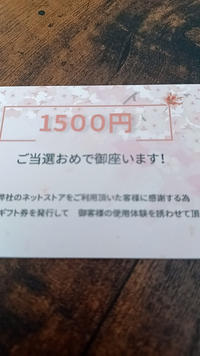 1500円
ご当選おめで御座います!
弊社のネットストアをご利用頂いた客様に感謝する為
ギフト券を発行して 御客様の使用体験を誘わせて頂